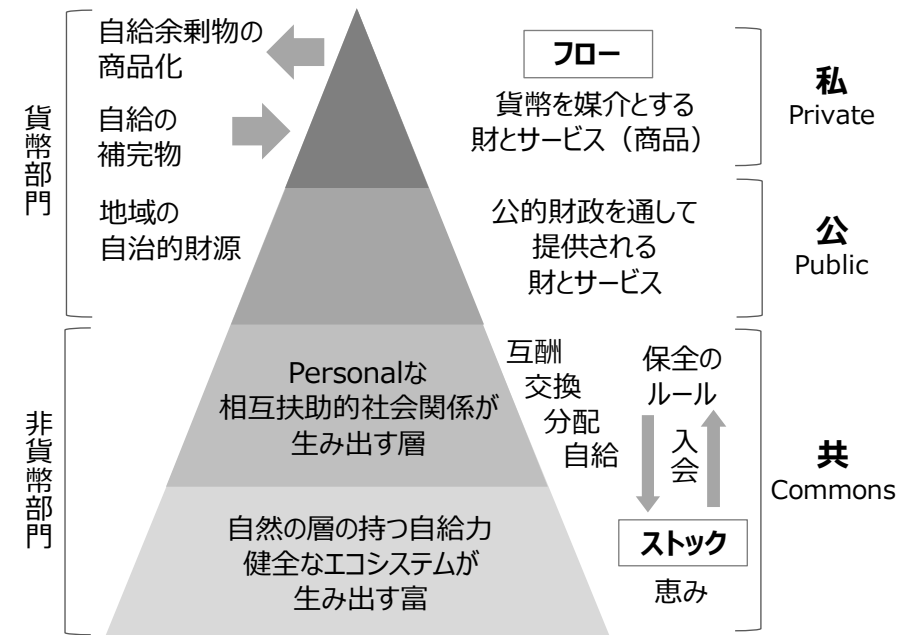 貨幣部門
自給余剰物の
商品化
自給の
補完物
地域の
自治的財源
フロー
貨幣を媒介とする
財とサービス（商品）
私
Private
公的財政を通して
提供される
財とサービス
公
Public
非貨幣部門
Personalな
相互扶助的社会関係が
生み出す層
自然の層の持つ自給力
健全なエコシステムが
生み出す富
互酬
交換
分配
自給
保全の
ルール
入会
ストック
恵み
共
Commons